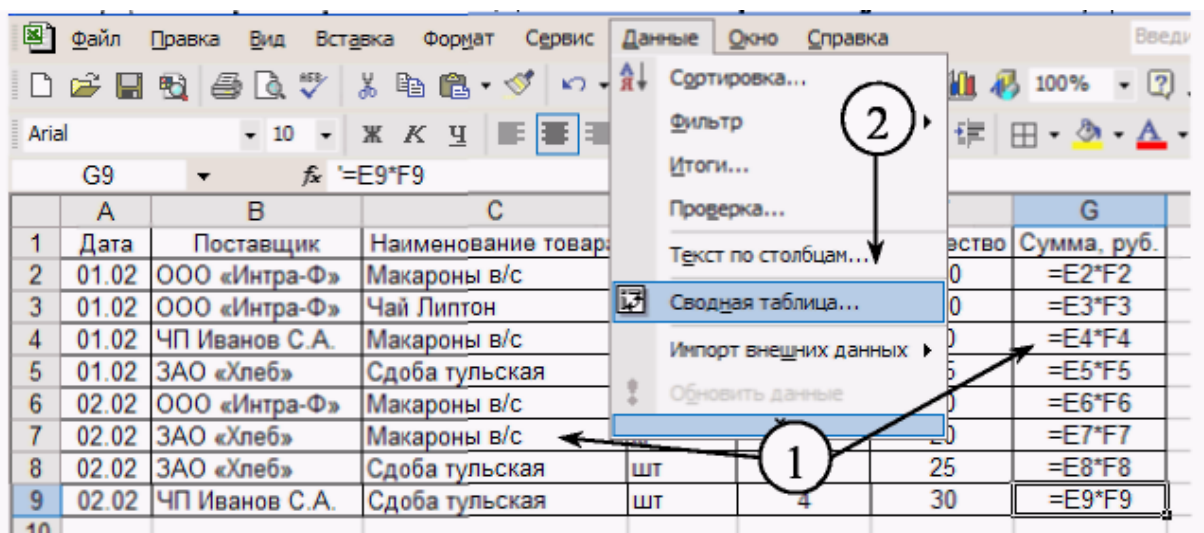 Файл Правка Вид Вставка Формат Сервис Данные Окно Справка Введи
Сортировка...
100%
Arial 10 Ж К Ч
Фильтр
2
G9 fx '=E9*F9
Итоги...
Проверка...
A B C G
1 Дата Поставщик Наименование товар ество Сумма, руб.
Текст по столбцам...
2 01.02 ООО «Интра-Ф» Макароны в/с 0 =E2*F2
Сводная таблица...
3 01.02 ООО «Интра-Ф» Чай Липтон 0 =E3*F3
4 01.02 ЧП Иванов С.А. Макароны в/с =E4*F4
Импорт внешних данных
5 01.02 ЗАО «Хлеб» Сдоба тульская =E5*F5
Обновить данные
6 02.02 ООО «Интра-Ф» Макароны в/с =E6*F6
7 02.02 ЗАО «Хлеб» Макароны в/с 20 =E7*F7
1
8 02.02 ЗАО «Хлеб» Сдоба тульская шт 25 =E8*F8
9 02.02 ЧП Иванов С.А. Сдоба тульская шт 4 30 =E9*F9
10